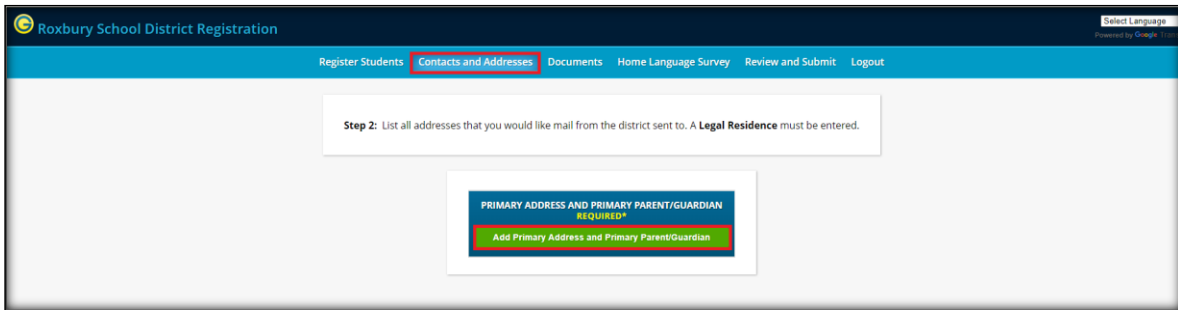 Roxbury School District Registration
Select Language
Powered by Google Trans
Register Students Contacts and Addresses Documents Home Language Survey Review and Submit Logout
Step 2: List all addresses that you would like mail from the district sent to. A Legal Residence must be entered.
PRIMARY ADDRESS AND PRIMARY PARENT/GUARDIAN
REQUIRED*
Add Primary Address and Primary Parent/Guardian